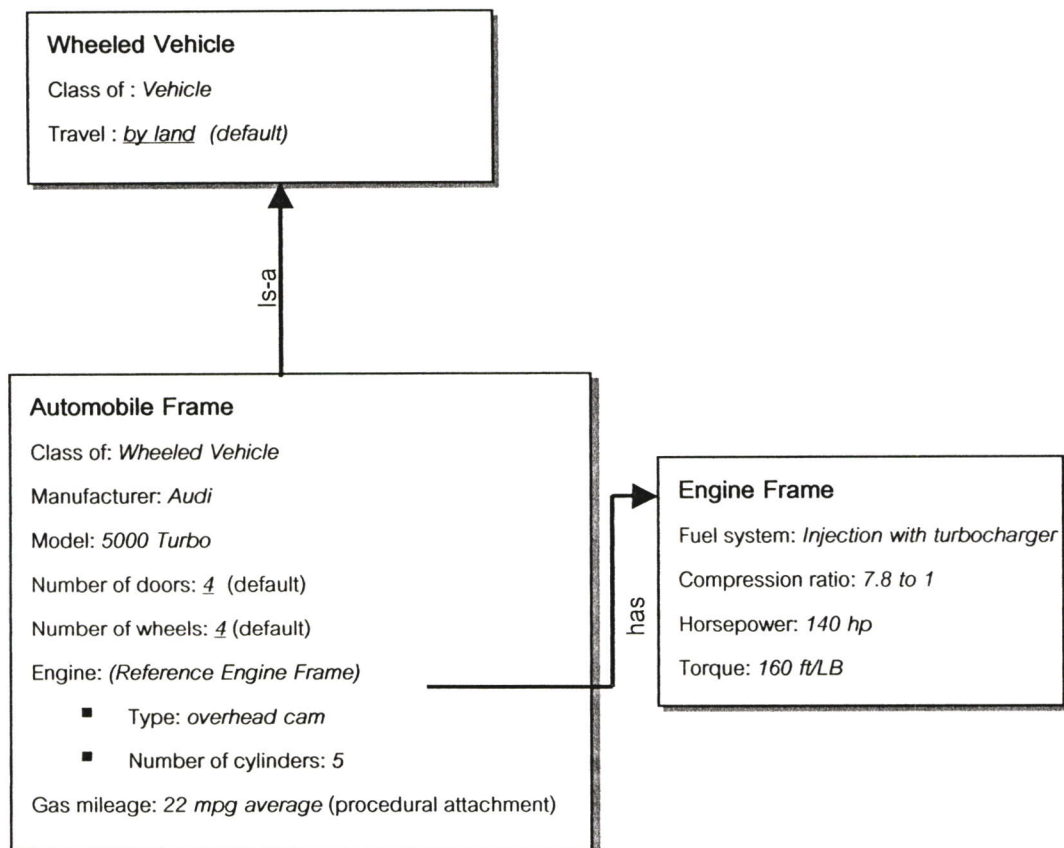 Wheeled Vehicle
Class of : Vehicle
Travel : by land (default)
Is-a
Automobile Frame
Class of: Wheeled Vehicle
Manufacturer: Audi
Model: 5000 Turbo
Number of doors: 4 (default)
Number of wheels: 4 (default)
Engine: (Reference Engine Frame)
▪ Type: overhead cam
▪ Number of cylinders: 5
Gas mileage: 22 mpg average (procedural attachment)
has
Engine Frame
Fuel system: Injection with turbocharger
Compression ratio: 7.8 to 1
Horsepower: 140 hp
Torque: 160 ft/LB